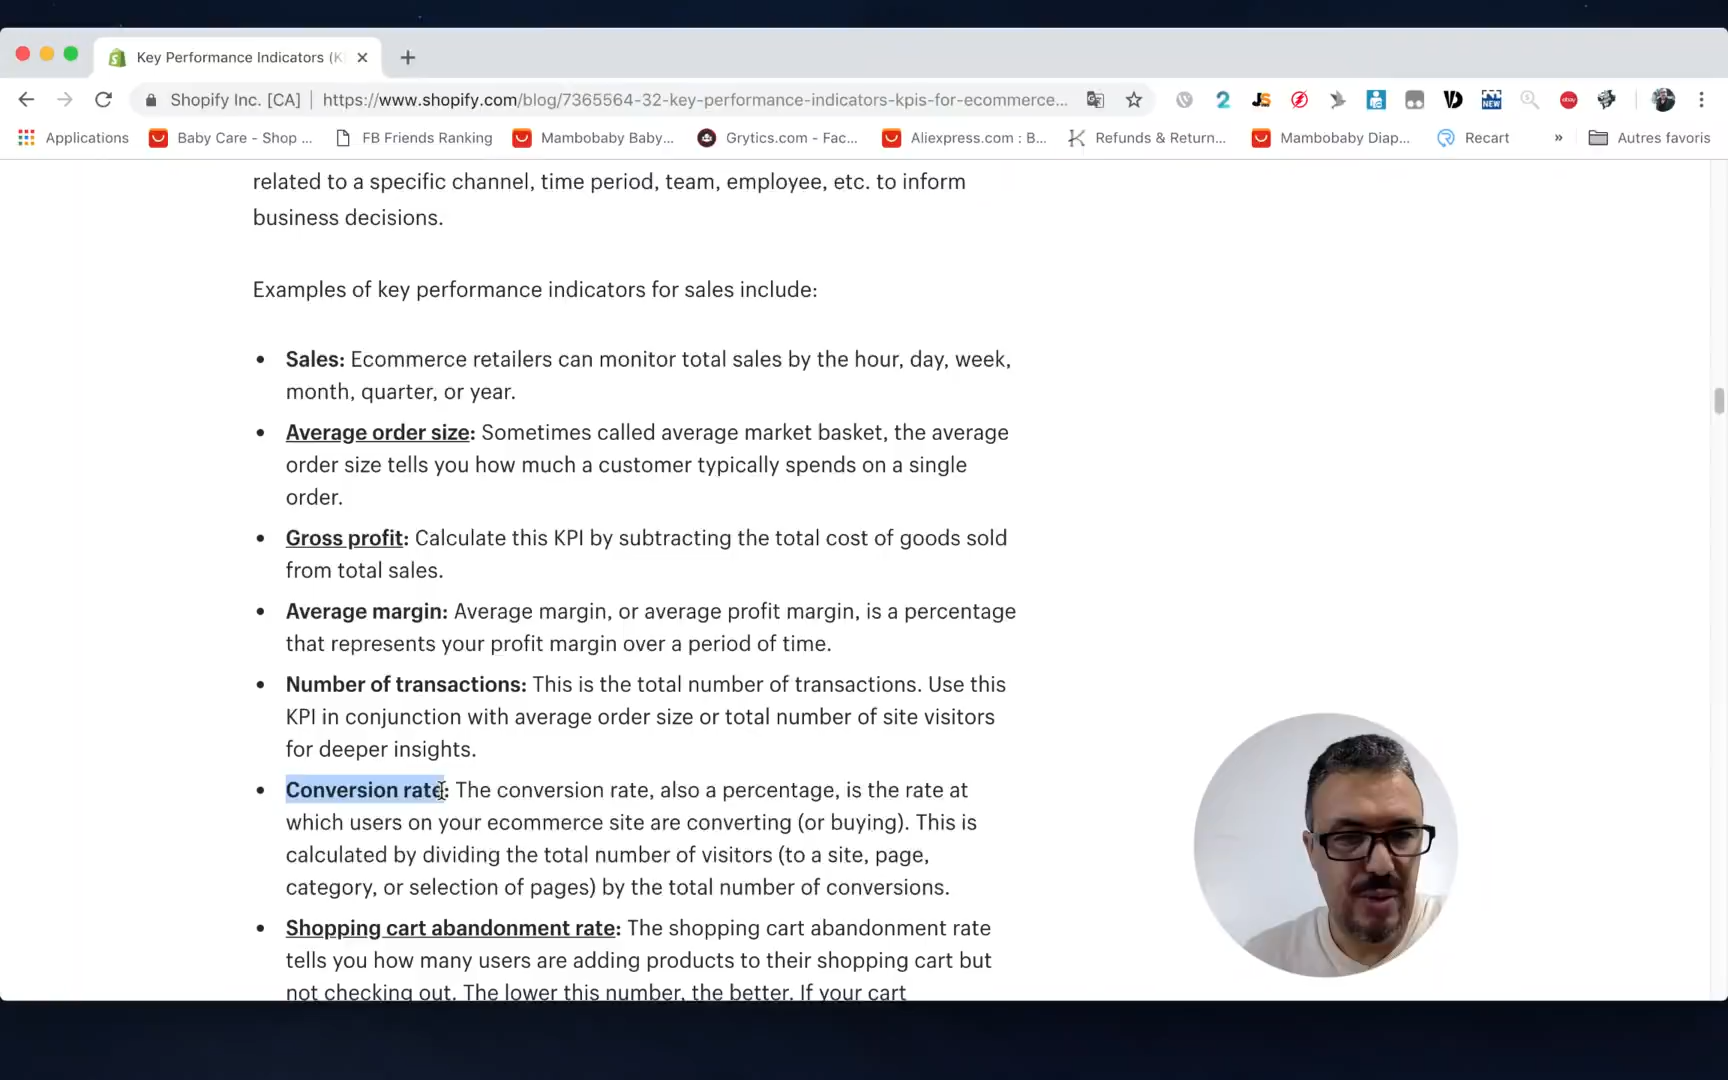 Key Performance Indicators (K
Shopify Inc. [CA] | https://www.shopify.com/blog/7365564-32-key-performance-indicators-kpis-for-ecommerce...
2
JS
VD
NEW
ebay
Applications
Baby Care - Shop ...
FB Friends Ranking
Mambobaby Baby...
Grytics.com - Fac...
Aliexpress.com : B...
Refunds & Return...
Mambobaby Diap...
Recart
»
Autres favoris
related to a specific channel, time period, team, employee, etc. to inform
business decisions.
Examples of key performance indicators for sales include:
• Sales: Ecommerce retailers can monitor total sales by the hour, day, week,
month, quarter, or year.
• Average order size: Sometimes called average market basket, the average
order size tells you how much a customer typically spends on a single
order.
• Gross profit: Calculate this KPI by subtracting the total cost of goods sold
from total sales.
• Average margin: Average margin, or average profit margin, is a percentage
that represents your profit margin over a period of time.
• Number of transactions: This is the total number of transactions. Use this
KPI in conjunction with average order size or total number of site visitors
for deeper insights.
• Conversion rate: The conversion rate, also a percentage, is the rate at
which users on your ecommerce site are converting (or buying). This is
calculated by dividing the total number of visitors (to a site, page,
category, or selection of pages) by the total number of conversions.
• Shopping cart abandonment rate: The shopping cart abandonment rate
tells you how many users are adding products to their shopping cart but
not checking out. The lower this number, the better. If your cart